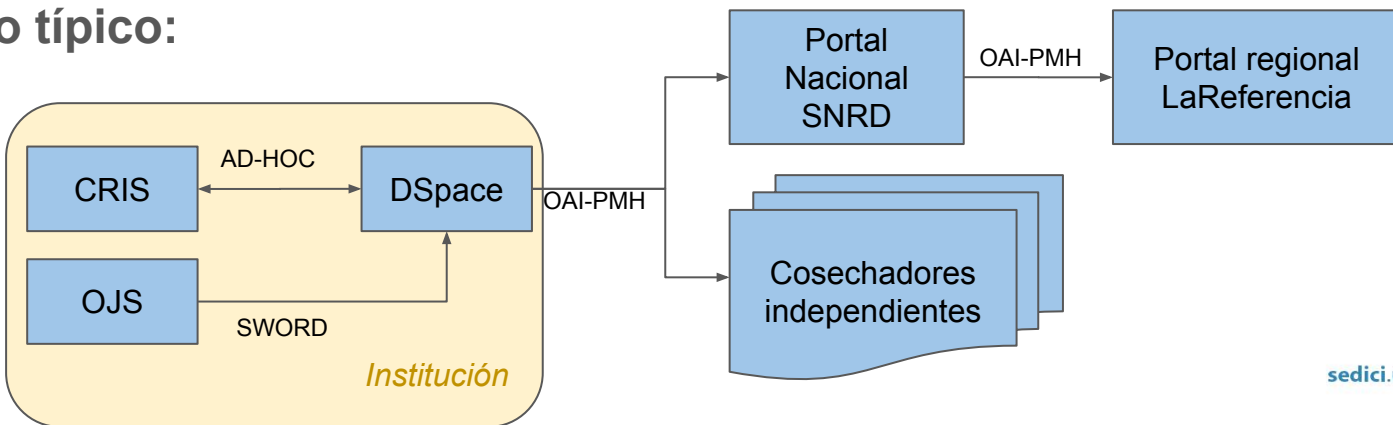 o típico:
Portal
Nacional
SNRD
OAI-PMH
Portal regional
LaReferencia
CRIS
AD-HOC
DSpace
OAI-PMH
OJS
SWORD
Institución
Cosechadores
independientes
sedici.